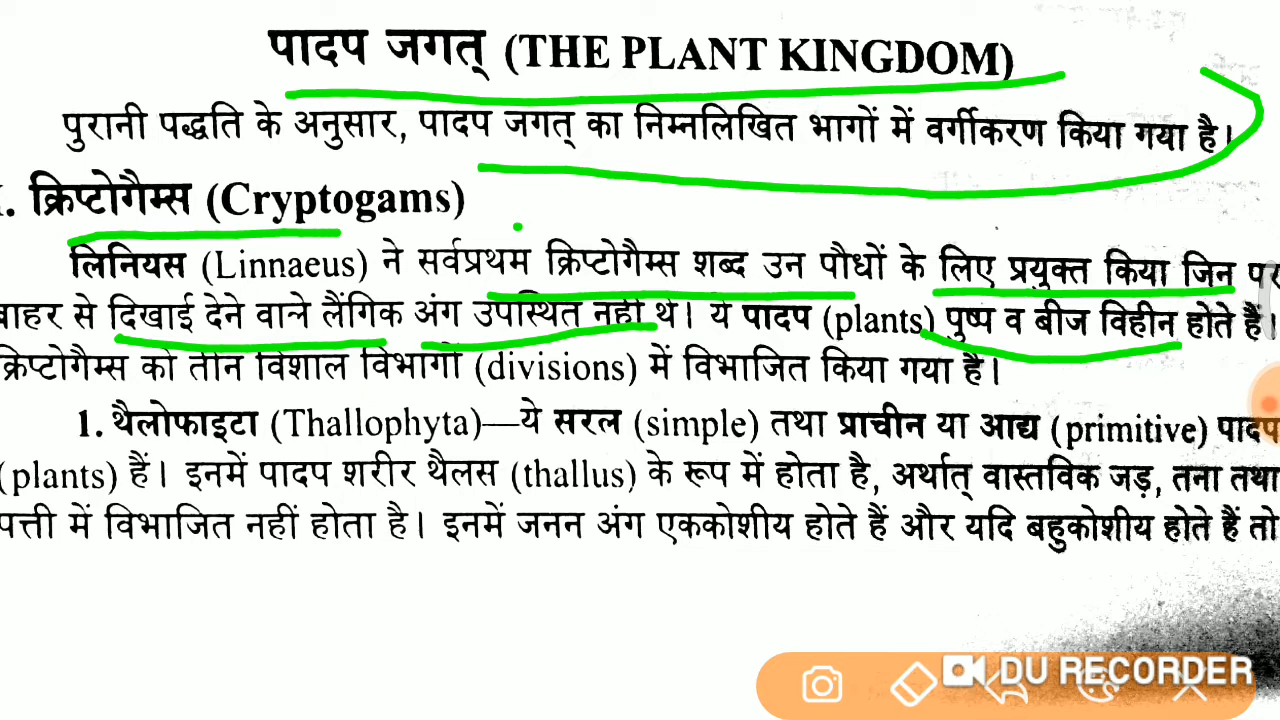 पादप जगत् (THE PLANT KINGDOM)
पुरानी पद्धति के अनुसार, पादप जगत् का निम्नलिखित भागों में वर्गीकरण किया गया है।
. क्रिप्टोगैम्स (Cryptogams)
लिनियस (Linnaeus) ने सर्वप्रथम क्रिप्टोगैम्स शब्द उन पौधों के लिए प्रयुक्त किया जिन पर
बाहर से दिखाई देने वाले लैंगिक अंग उपस्थित नहीं थे। ये पादप (plants) पुष्प व बीज विहीन होते हैं।
क्रिप्टोगैम्स को तीन विशाल विभागों (divisions) में विभाजित किया गया है।
1. थैलोफाइटा (Thallophyta)—ये सरल (simple) तथा प्राचीन या आद्य (primitive) पादप
(plants) हैं। इनमें पादप शरीर थैलस (thallus) के रूप में होता है, अर्थात् वास्तविक जड़, तना तथा
पत्ती में विभाजित नहीं होता है। इनमें जनन अंग एककोशीय होते हैं और यदि बहुकोशीय होते हैं तो
DU RECORDER